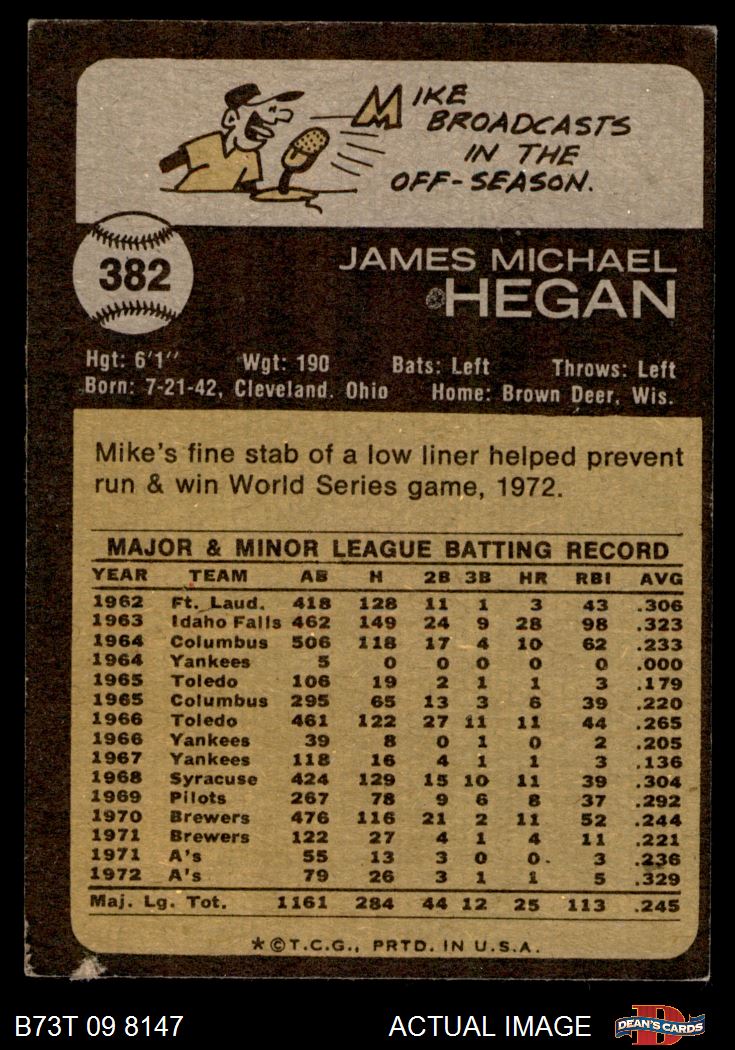 MIKE
BROADCASTS
IN THE
OFF-SEASON.
382
JAMES MICHAEL
HEGAN
Hgt: 6'1" Wgt: 190 Bats: Left Throws: Left
Born: 7-21-42, Cleveland, Ohio Home: Brown Deer, Wis.
Mike's fine stab of a low liner helped prevent
run & win World Series game, 1972.
MAJOR & MINOR LEAGUE BATTING RECORD
YEAR TEAM AB H 2B 3B HR RBI AVG
1962 Ft. Laud. 418 128 11 1 3 43 .306
1963 Idaho Falls 462 149 24 9 28 98 .323
1964 Columbus 506 118 17 4 10 62 .233
1964 Yankees 5 0 0 0 0 0 .000
1965 Toledo 106 19 2 1 1 3 .179
1965 Columbus 295 65 13 3 6 39 .220
1966 Toledo 461 122 27 11 11 44 .265
1966 Yankees 39 8 0 1 0 2 .205
1967 Yankees 118 16 4 1 1 3 .136
1968 Syracuse 424 129 15 10 11 39 .304
1969 Pilots 267 78 9 6 8 37 .292
1970 Brewers 476 116 21 2 11 52 .244
1971 Brewers 122 27 4 1 4 11 .221
1971 A's 55 13 3 0 0 3 .236
1972 A's 79 26 3 1 1 5 .329
Maj. Lg. Tot. 1161 284 44 12 25 113 .245
*©T.C.G., PRTD. IN U.S.A.
B73T 09 8147 ACTUAL IMAGE D DEAN'S CARDS